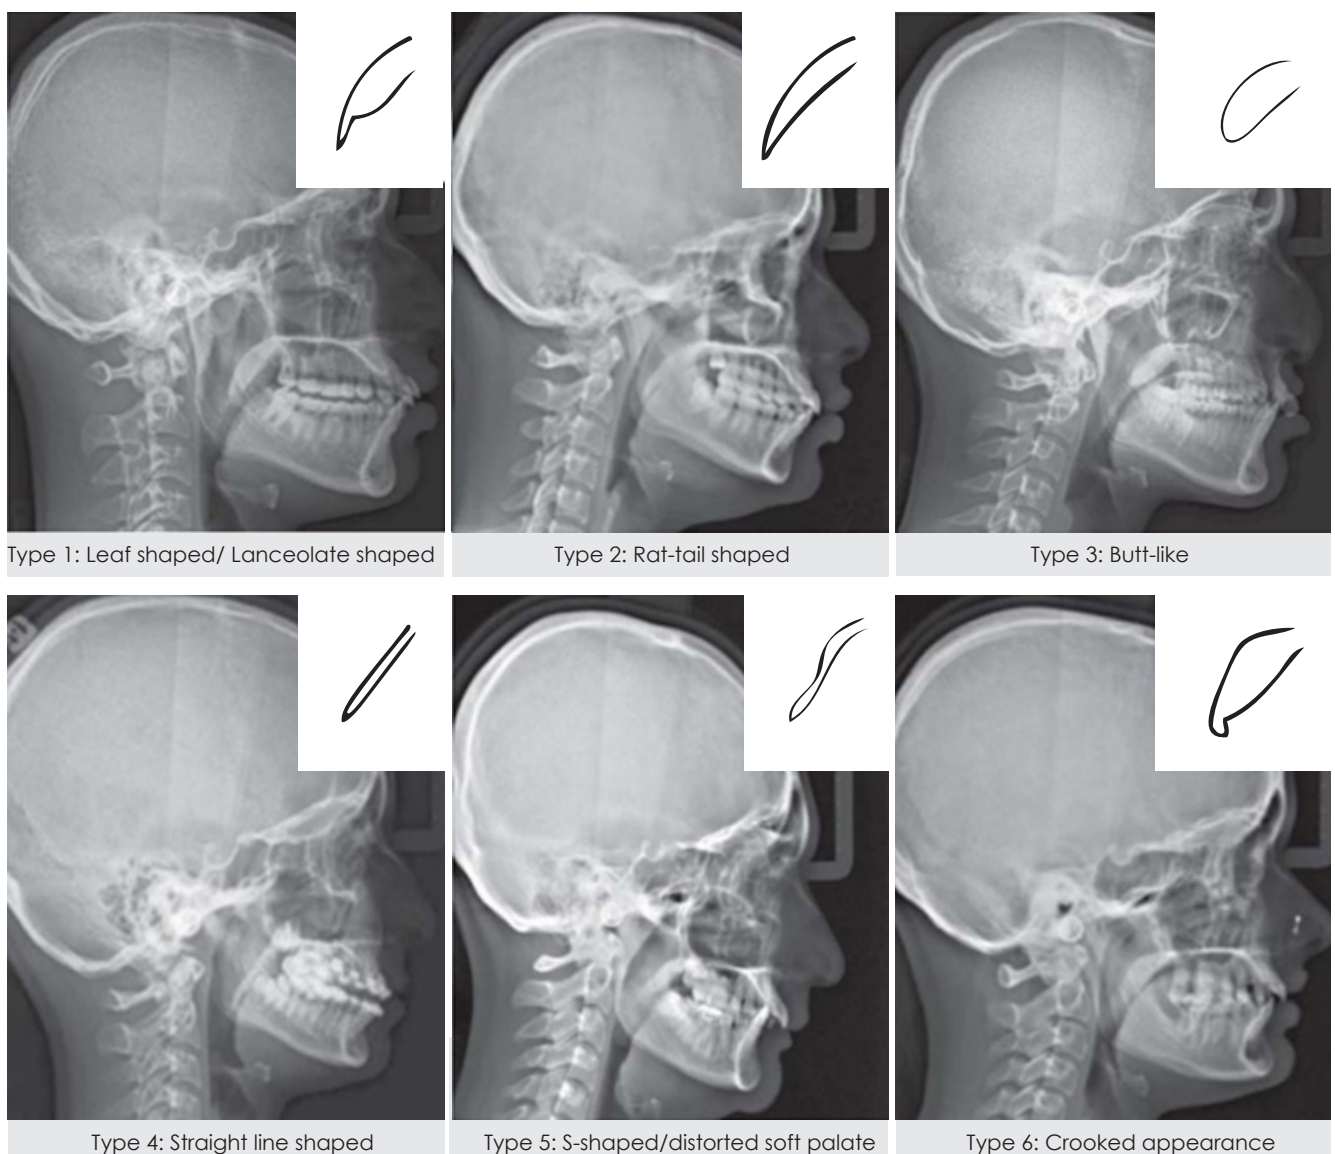 Type 1: Leaf shaped/ Lanceolate shaped
Type 2: Rat-tail shaped
Type 3: Butt-like
Type 4: Straight line shaped
Type 5: S-shaped/distorted soft palate
Type 6: Crooked appearance